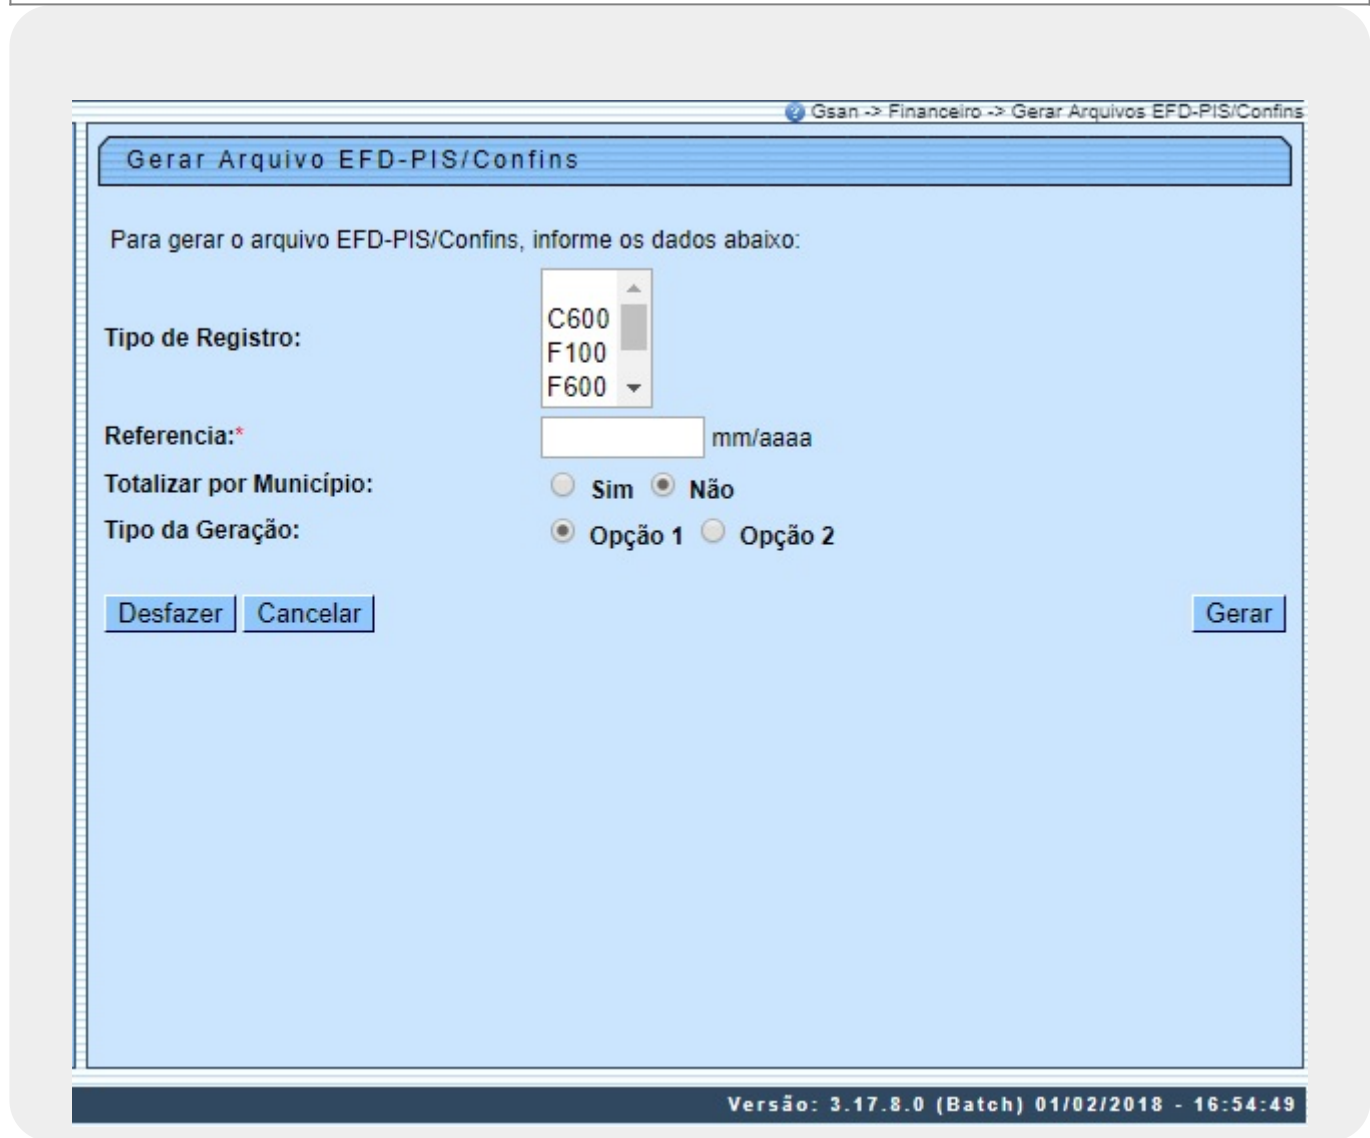 Gsan -> Financeiro -> Gerar Arquivos EFD-PIS/Confins
Gerar Arquivo EFD-PIS/Confins
Para gerar o arquivo EFD-PIS/Confins, informe os dados abaixo:
Tipo de Registro:
C600
F100
F600
Referencia:* mm/aaaa
Totalizar por Município: Sim Não
Tipo da Geração: Opção 1 Opção 2
Desfazer Cancelar Gerar
Versão: 3.17.8.0 (Batch) 01/02/2018 - 16:54:49